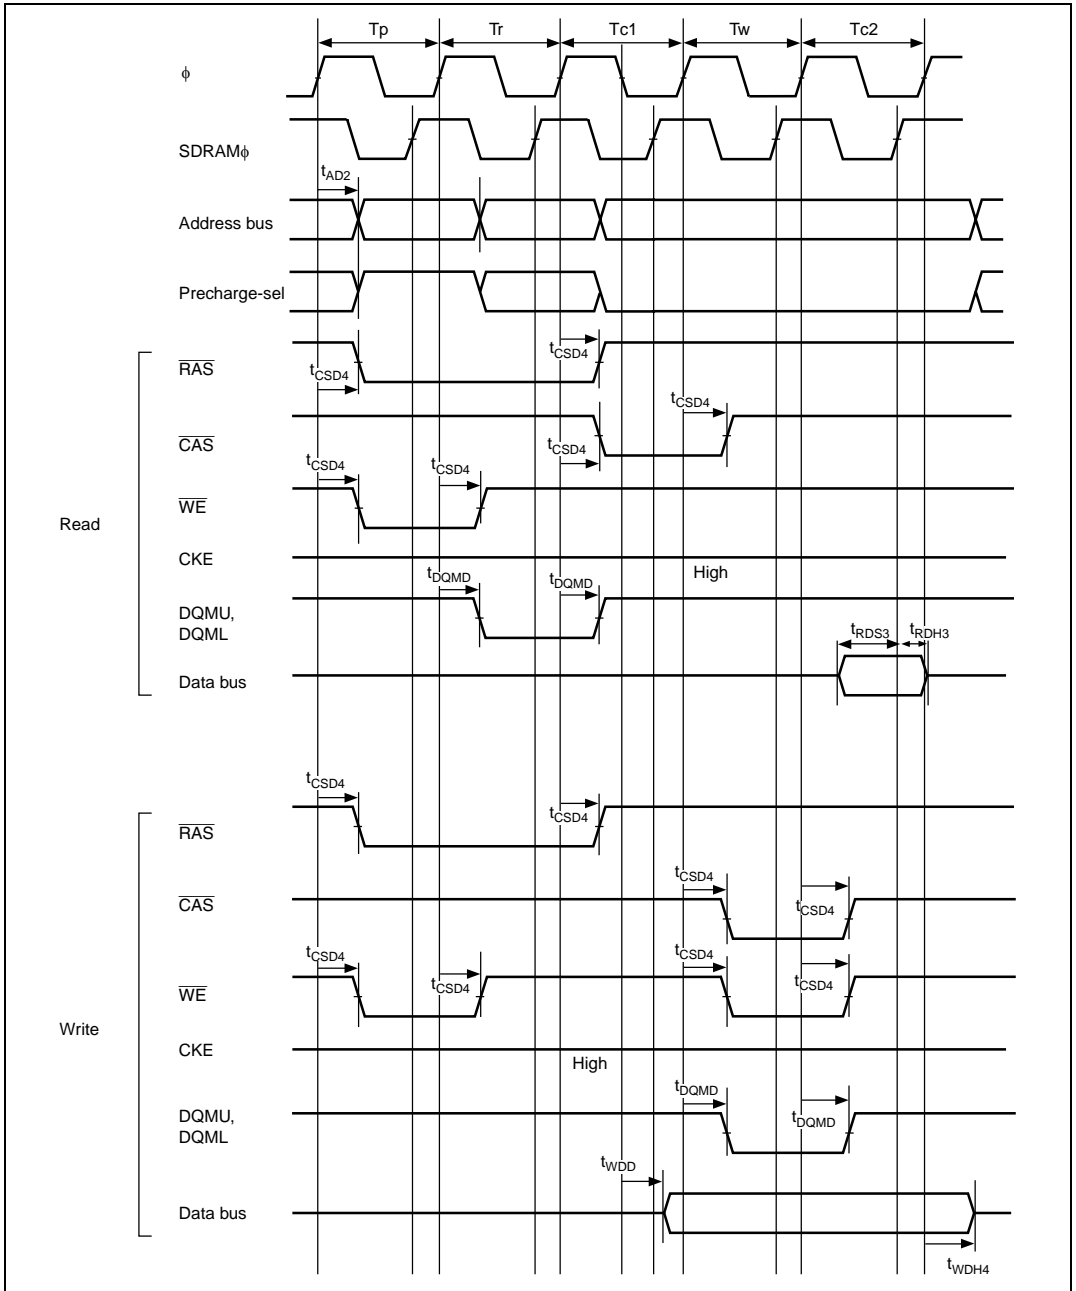 Tp Tr Tc1 Tw Tc2
ϕ
SDRAMϕ
tAD2
Address bus
Precharge-sel
Read
RAS
tCSD4 tCSD4
CAS
tCSD4 tCSD4
WE
tCSD4 tCSD4
CKE
High
DQMU,
DQML
tDQMD tDQMD
tRDS3 tRDH3
Data bus
Write
RAS
tCSD4 tCSD4
CAS
tCSD4 tCSD4
WE
tCSD4 tCSD4 tCSD4 tCSD4
CKE
High
DQMU,
DQML
tDQMD tDQMD
tWDD
Data bus
tWDH4